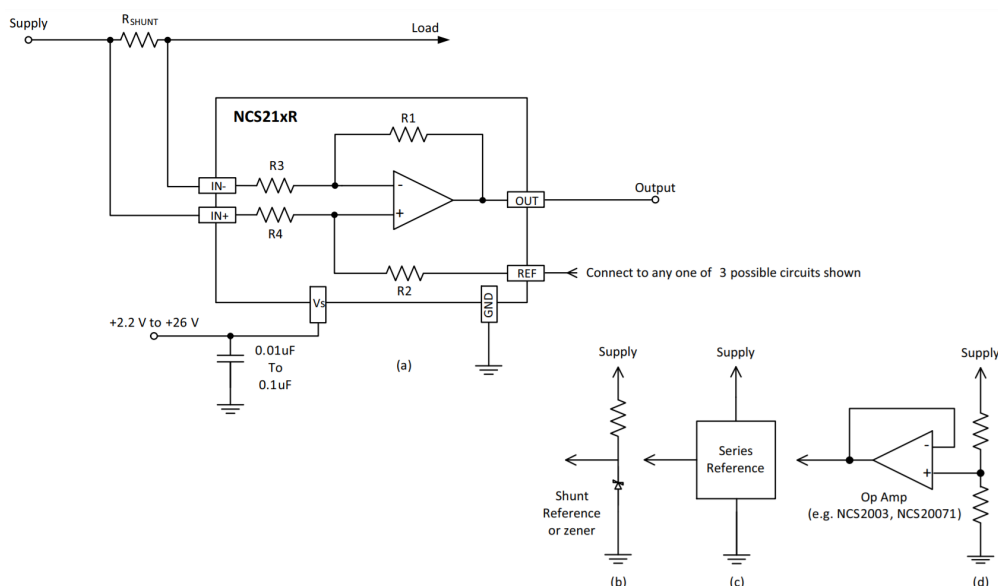 Supply
R_SHUNT
Load
NCS21xR
R1
R3
IN-
-
OUT
Output
IN+
+
R4
REF
Connect to any one of 3 possible circuits shown
R2
Vs
GND
+2.2 V to +26 V
0.01uF
To
0.1uF
(a)
Supply
Supply
Supply
-
Series
Reference
+
Shunt
Reference
or zener
Op Amp
(e.g. NCS2003, NCS20071)
(b)
(c)
(d)